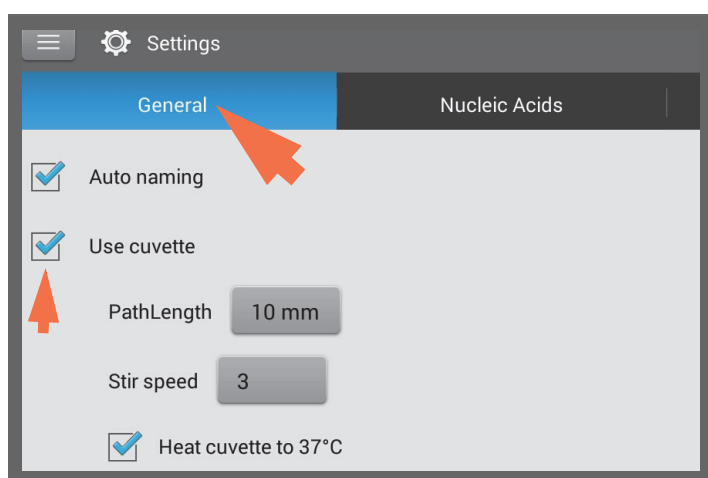 Settings
General Nucleic Acids
Auto naming
Use cuvette
PathLength 10 mm
Stir speed 3
Heat cuvette to 37°C